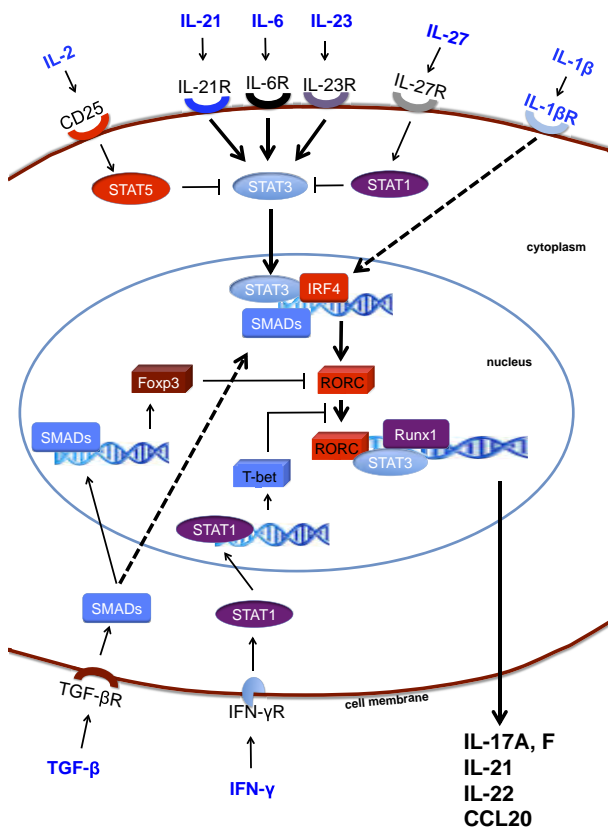 IL-21
IL-6
IL-23
IL-27
IL-2
IL-1β
IL-21R
IL-6R
IL-23R
IL-27R
CD25
IL-1βR
STAT5
STAT3
STAT1
cytoplasm
STAT3
IRF4
SMADs
nucleus
Foxp3
RORC
SMADs
RORC
Runx1
STAT3
T-bet
STAT1
SMADs
STAT1
TGF-βR
IFN-γR
cell membrane
TGF-β
IFN-γ
IL-17A, F
IL-21
IL-22
CCL20